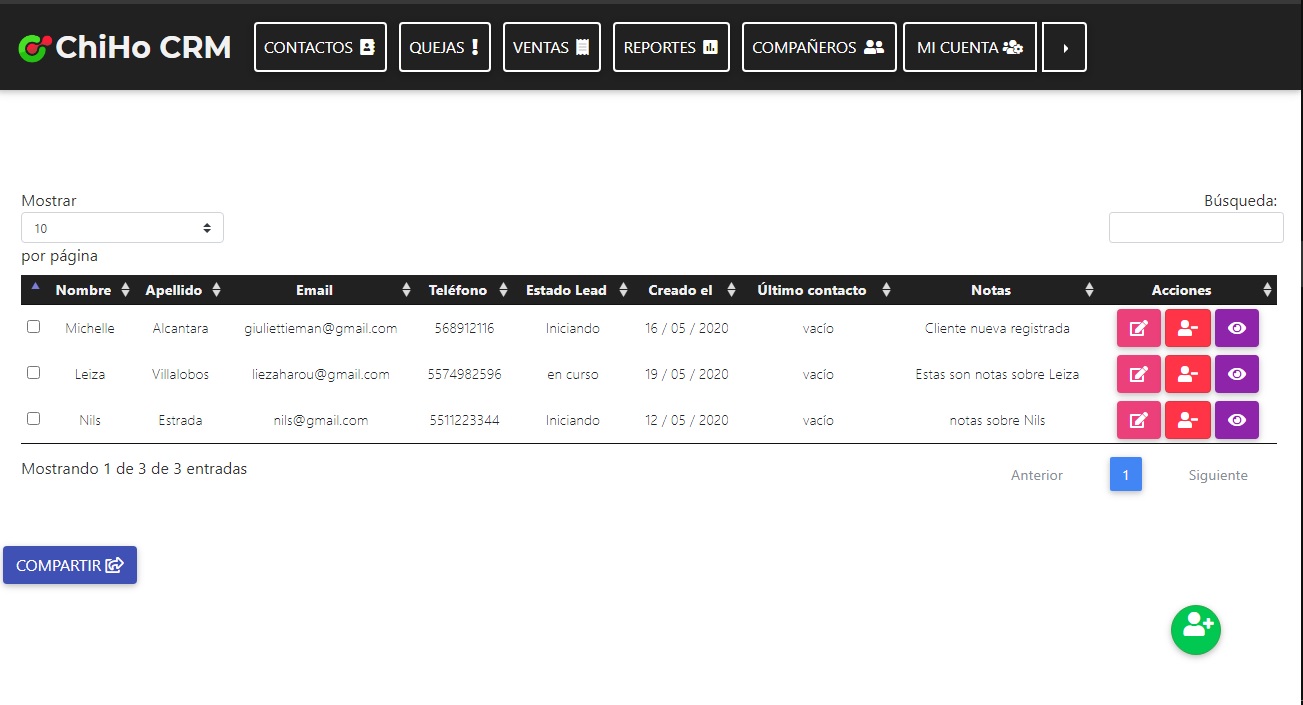 ChiHo CRM CONTACTOS QUEJAS VENTAS REPORTES COMPAÑEROS MI CUENTA
Mostrar Búsqueda:
10
por página
Nombre Apellido Email Teléfono Estado Lead Creado el Último contacto Notas Acciones
Michelle Alcantara giuliettieman@gmail.com 568912116 Iniciando 16 / 05 / 2020 vacío Cliente nueva registrada
Leiza Villalobos liezaharou@gmail.com 5574982596 en curso 19 / 05 / 2020 vacío Estas son notas sobre Leiza
Nils Estrada nils@gmail.com 5511223344 Iniciando 12 / 05 / 2020 vacío notas sobre Nils
Mostrando 1 de 3 de 3 entradas
Anterior 1 Siguiente
COMPARTIR